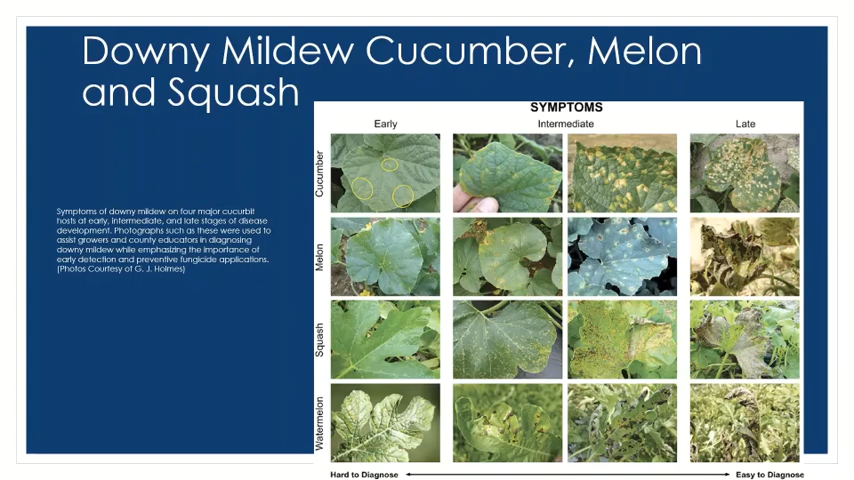 Downy Mildew Cucumber, Melon
and Squash
Symptoms of downy mildew on four major cucurbit
hosts at early, intermediate, and late stages of disease
development. Photographs such as these were used to
assist growers and county educators in diagnosing
downy mildew while emphasizing the importance of
early detection and preventive fungicide applications.
(Photos Courtesy of G. J. Holmes)
SYMPTOMS
Early Intermediate Late
Cucumber
Melon
Squash
Watermelon
Hard to Diagnose Easy to Diagnose